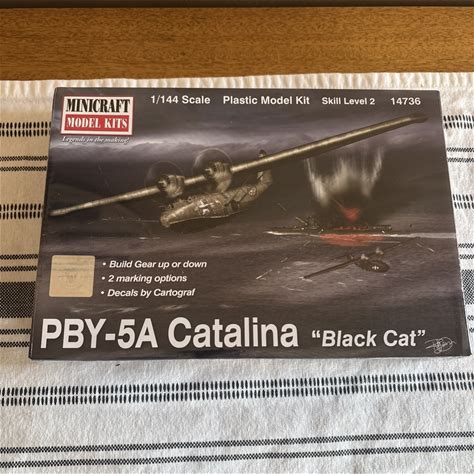 MINICRAFT
MODEL KITS
Legends in the making!
1/144 Scale Plastic Model Kit Skill Level 2 14736
• Build Gear up or down
• 2 marking options
• Decals by Cartograf
PBY-5A Catalina "Black Cat"